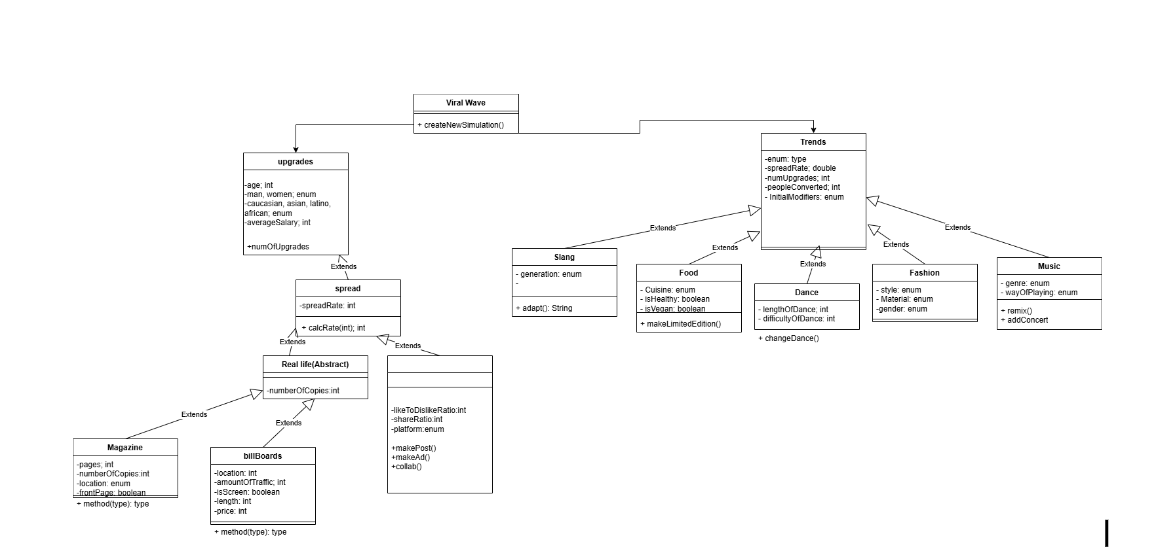 Viral Wave
+ createNewSimulation()
upgrades
-age; int
-man, women; enum
-caucasian, asian, latino,
african; enum
-averageSalary; int
+numOfUpgrades
Extends
spread
-spreadRate: int
+ calcRate(int); int
Extends
Extends
Real life(Abstract)
-numberOfCopies:int
-likeToDislikeRatio:int
-shareRatio:int
-platform:enum
+makePost()
+makeAd()
+collab()
Extends
Extends
Magazine
-pages; int
-numberOfCopies:int
-location: enum
-frontPage: boolean
+ method(type): type
billBoards
-location: int
-amountOfTraffic; int
-isScreen: boolean
-length: int
-price: int
+ method(type): type
Trends
-enum: type
-spreadRate; double
-numUpgrades; int
-peopleConverted; int
- InitialModifiers: enum
Extends
Extends
Extends
Extends
Extends
Slang
- generation: enum
-
+ adapt(): String
Food
- Cuisine: enum
- isHealthy: boolean
- isVegan: boolean
+ makeLimitedEdition()
Dance
- lengthOfDance; int
- difficultyOfDance: int
+ changeDance()
Fashion
- style: enum
- Material: enum
-gender: enum
Music
- genre: enum
- wayOfPlaying: enum
+ remix()
+ addConcert